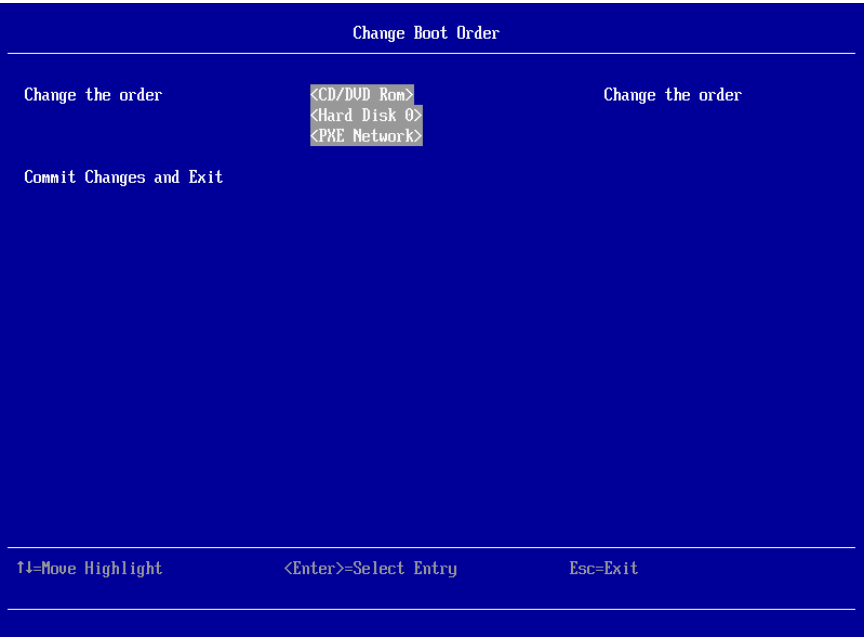 Change Boot Order
Change the order <CD/DVD Rom> Change the order
<Hard Disk 0>
<PXE Network>
Commit Changes and Exit
↑↓=Move Highlight <Enter>=Select Entry Esc=Exit